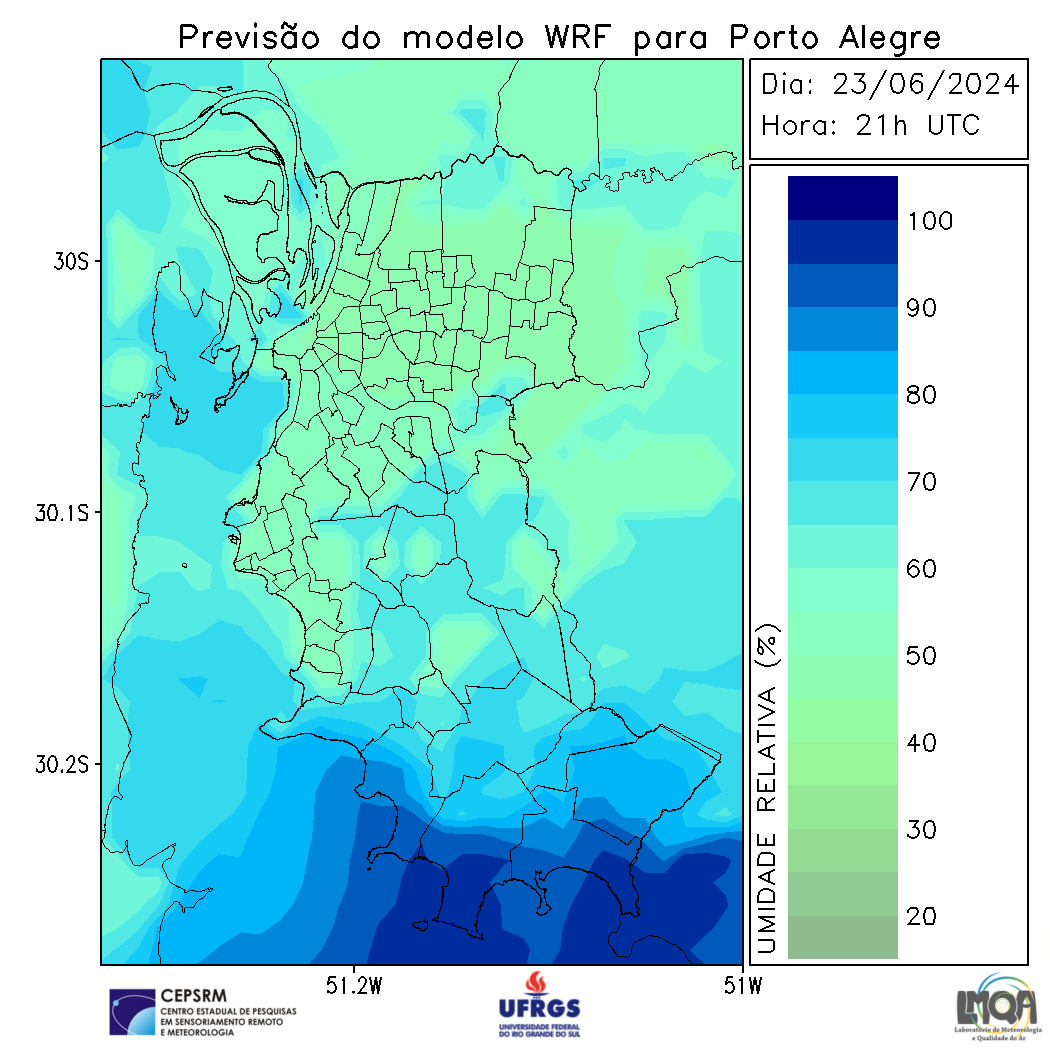 Previsão do modelo WRF para Porto Alegre
Dia: 23/06/2024
Hora: 21h UTC
100
90
80
70
60
50
40
30
20
UMIDADE RELATIVA (%)
30S
30.1S
30.2S
51.2W
51W
CEPSRM
CENTRO ESTADUAL DE PESQUISAS
EM SENSORIAMENTO REMOTO
E METEOROLOGIA
UFRGS
UNIVERSIDADE FEDERAL
DO RIO GRANDE DO SUL
LMQA
Laboratório de Meteorologia
e Qualidade do Ar